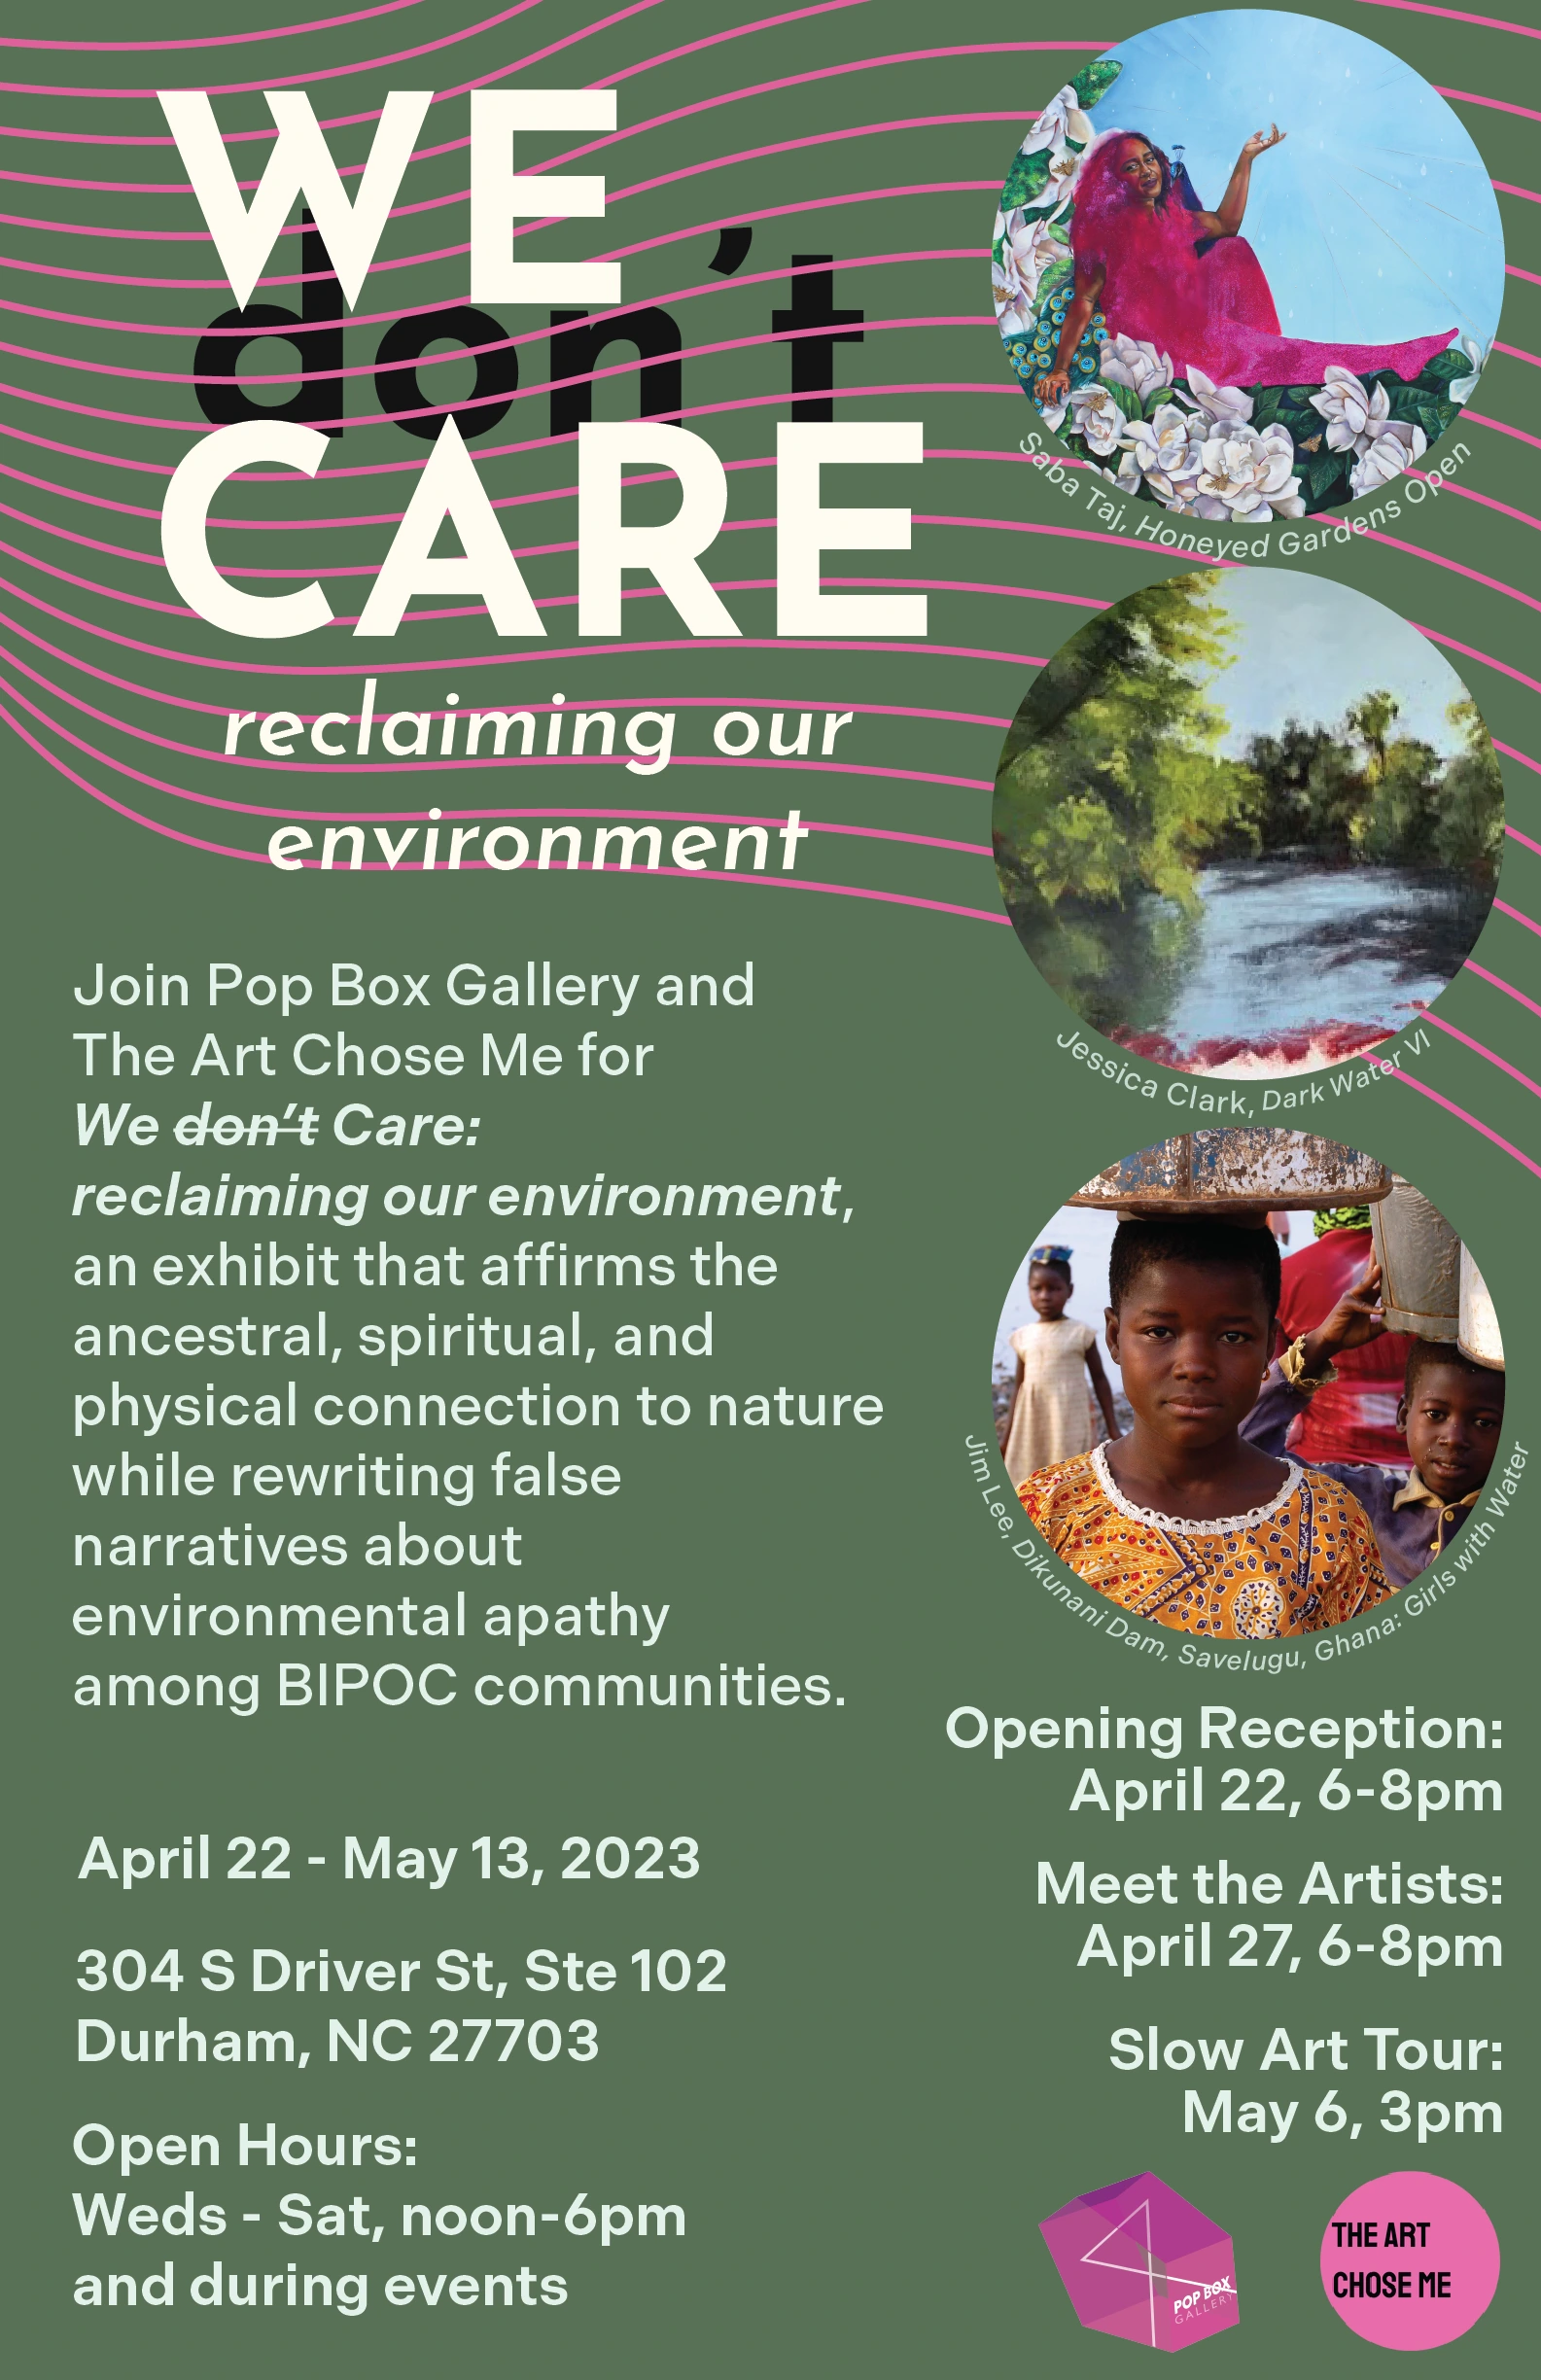 WE
don't
CARE
reclaiming our
environment
Saba Taj, Honeyed Gardens Open
Jessica Clark, Dark Water VI
Jim Lee, Dikunani Dam, Savelugu, Ghana: Girls with Water
Join Pop Box Gallery and
The Art Chose Me for
We don't Care:
reclaiming our environment,
an exhibit that affirms the
ancestral, spiritual, and
physical connection to nature
while rewriting false
narratives about
environmental apathy
among BIPOC communities.
April 22 - May 13, 2023
304 S Driver St, Ste 102
Durham, NC 27703
Open Hours:
Weds - Sat, noon-6pm
and during events
Opening Reception:
April 22, 6-8pm
Meet the Artists:
April 27, 6-8pm
Slow Art Tour:
May 6, 3pm
POP BOX
GALLERY
THE ART
CHOSE ME